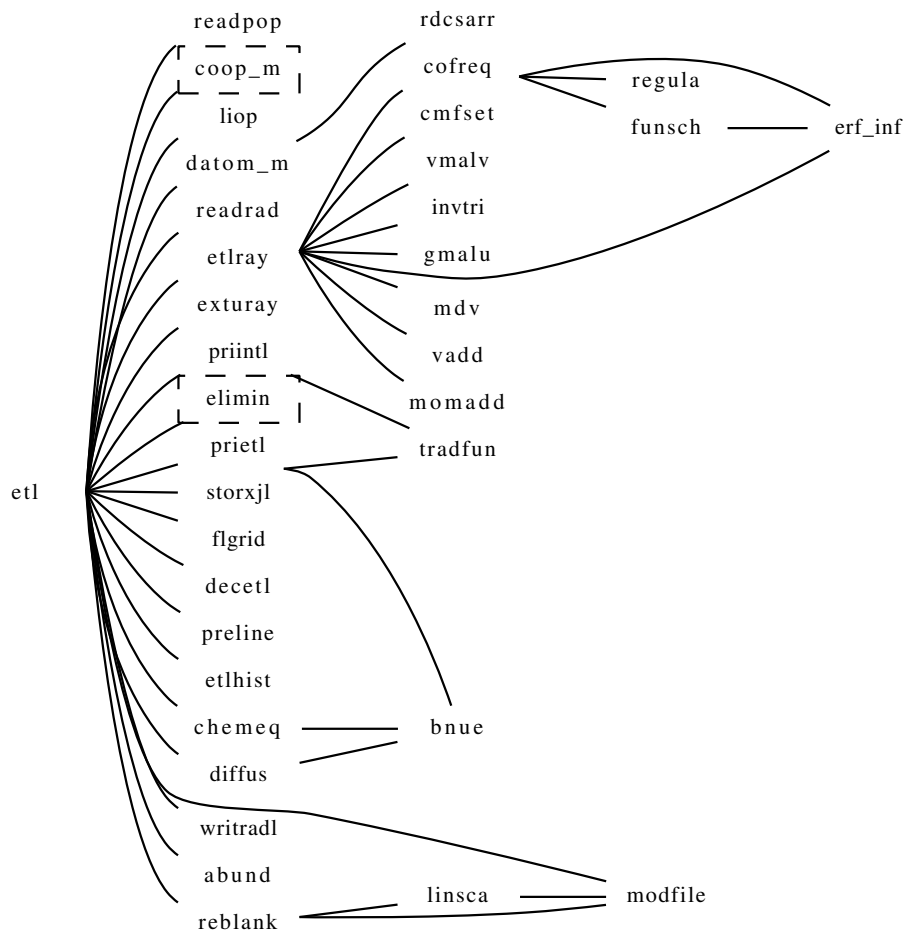 readpop
coop_m
liop
datom_m
readrad
etlray
exturay
priintl
elimin
prietl
storxjl
flgrid
decetl
preline
etlhist
chemeq
diffus
writradl
abund
reblank
etl
rdcsarr
cofreq
cmfset
vmalv
invtri
gmalu
mdv
vadd
momadd
tradfun
bnue
linsca
regula
funsch
modfile
erf_inf